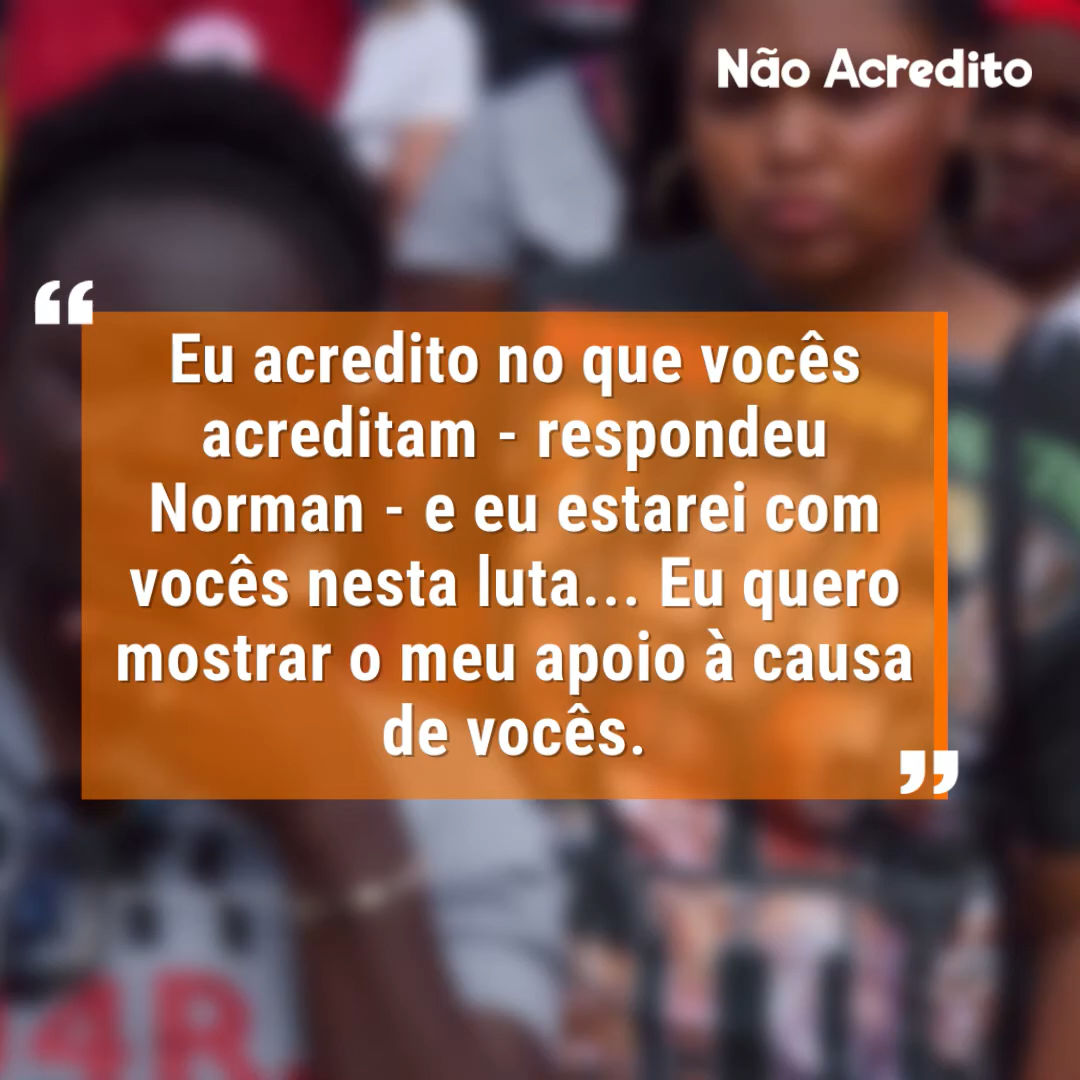 Não Acredito
“
Eu acredito no que vocês
acreditam - respondeu
Norman - e eu estarei com
vocês nesta luta... Eu quero
mostrar o meu apoio à causa
de vocês.
”
4R